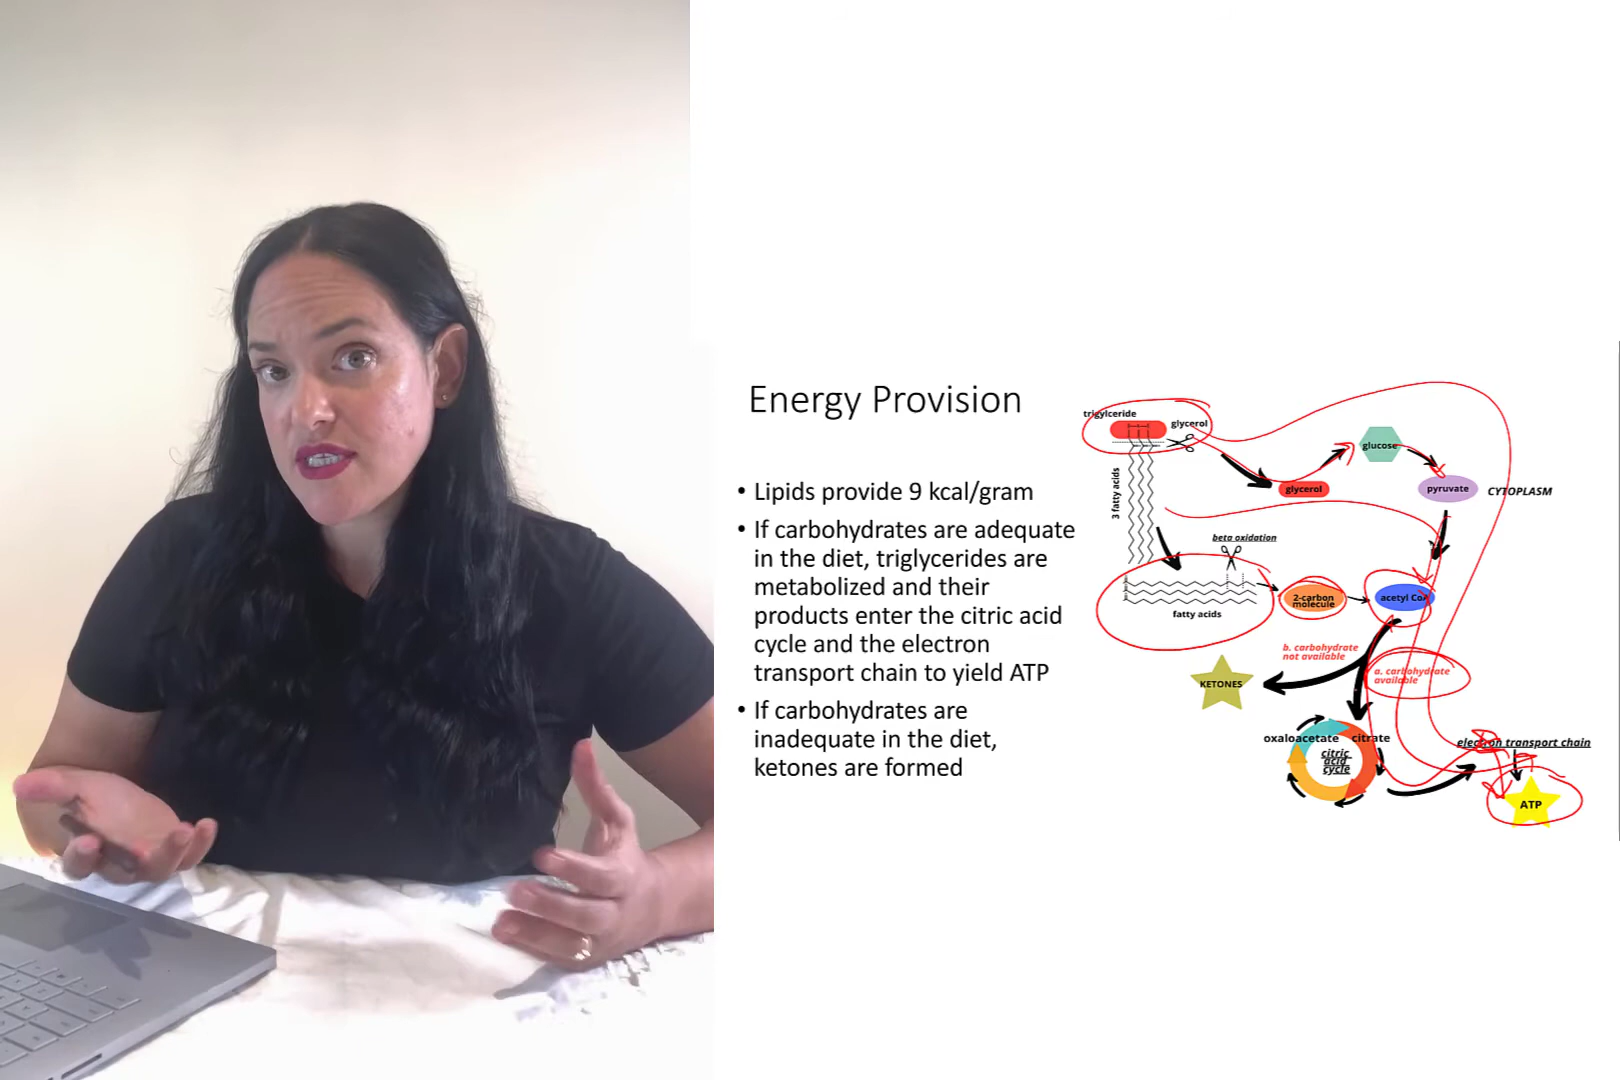 Energy Provision
• Lipids provide 9 kcal/gram
• If carbohydrates are adequate
in the diet, triglycerides are
metabolized and their
products enter the citric acid
cycle and the electron
transport chain to yield ATP
• If carbohydrates are
inadequate in the diet,
ketones are formed
trigylceride
glycerol
3 fatty acids
glycerol
glucose
pyruvate
CYTOPLASM
beta oxidation
fatty acids
2-carbon
molecule
acetyl CoA
b. carbohydrate
not available
a. carbohydrate
available
KETONES
oxaloacetate
citrate
citric
acid
cycle
electron transport chain
ATP